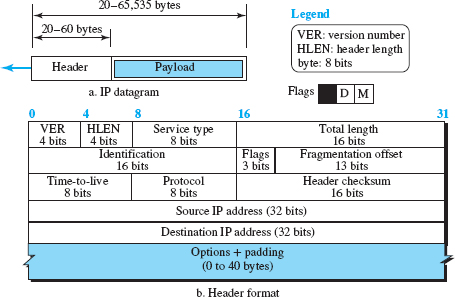 20–65,535 bytes
20–60 bytes
Header
Payload
a. IP datagram
Legend
VER: version number
HLEN: header length
byte: 8 bits
Flags
D
M
0
4
8
16
31
VER
4 bits
HLEN
4 bits
Service type
8 bits
Total length
16 bits
Identification
16 bits
Flags
3 bits
Fragmentation offset
13 bits
Time-to-live
8 bits
Protocol
8 bits
Header checksum
16 bits
Source IP address (32 bits)
Destination IP address (32 bits)
Options + padding
(0 to 40 bytes)
b. Header format